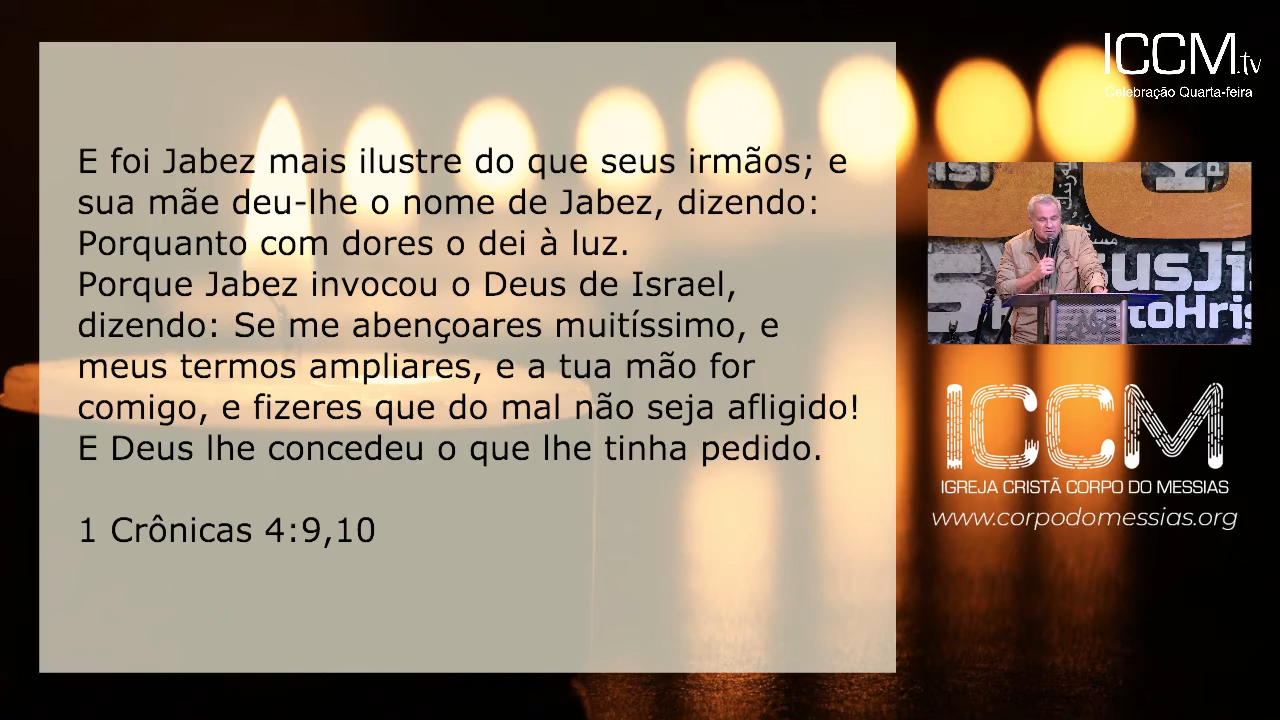 ICCM.tv
Celebração Quarta-feira
E foi Jabez mais ilustre do que seus irmãos; e
sua mãe deu-lhe o nome de Jabez, dizendo:
Porquanto com dores o dei à luz.
Porque Jabez invocou o Deus de Israel,
dizendo: Se me abençoares muitíssimo, e
meus termos ampliares, e a tua mão for
comigo, e fizeres que do mal não seja afligido!
E Deus lhe concedeu o que lhe tinha pedido.
1 Crônicas 4:9,10
usJi
toHris
ICCM
IGREJA CRISTÃ CORPO DO MESSIAS
www.corpodomessias.org